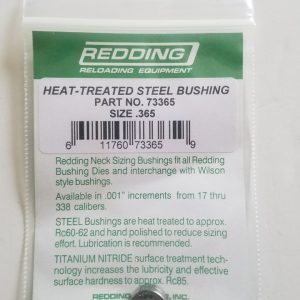 REDDING
RELOADING EQUIPMENT
HEAT-TREATED STEEL BUSHING
PART NO. 73365
SIZE .365
6 11760 73365 9
Redding Neck Sizing Bushings fit all Redding
Bushing Dies and interchange with Wilson
style bushings.
Available in .001" increments from 17 thru
338 calibers.
STEEL Bushings are heat treated to approx.
Rc60-62 and hand polished to reduce sizing
effort. Lubrication is recommended.
TITANIUM NITRIDE surface treatment tech-
nology increases the lubricity and effective
surface hardness to approx. Rc85.
REDDING INC.